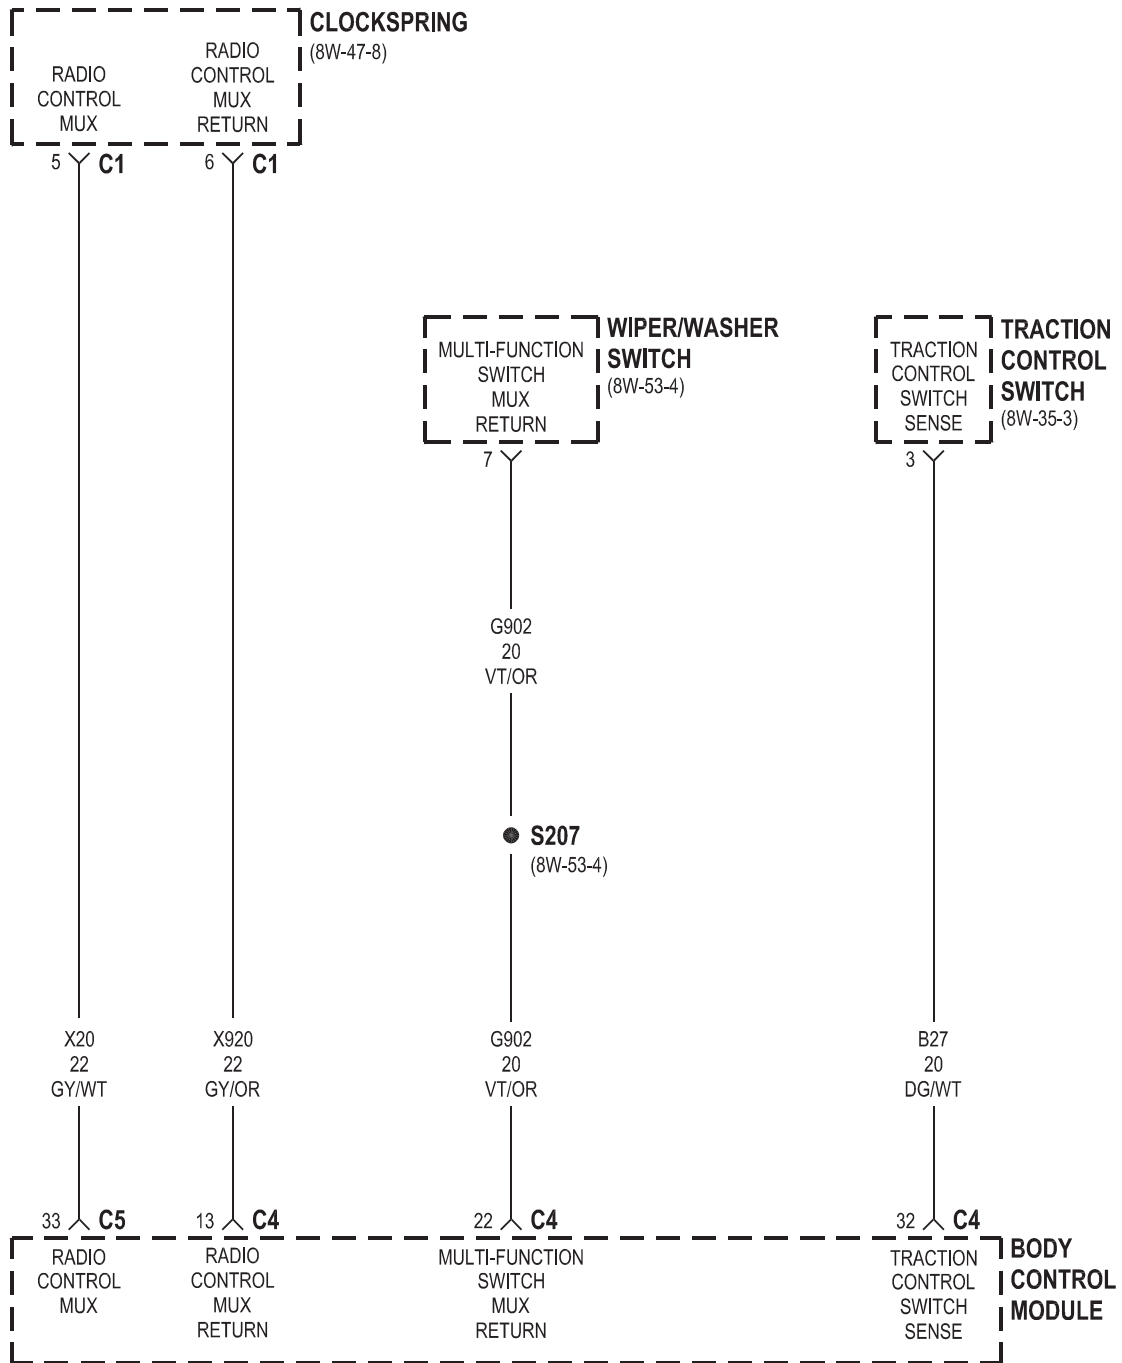 CLOCKSPRING
(8W-47-8)
RADIO
CONTROL
MUX
RADIO
CONTROL
MUX
RETURN
5 C1
6 C1
WIPER/WASHER
SWITCH
(8W-53-4)
MULTI-FUNCTION
SWITCH
MUX
RETURN
7
TRACTION
CONTROL
SWITCH
(8W-35-3)
TRACTION
CONTROL
SWITCH
SENSE
3
G902
20
VT/OR
S207
(8W-53-4)
X20
22
GY/WT
X920
22
GY/OR
G902
20
VT/OR
B27
20
DG/WT
33 C5
13 C4
22 C4
32 C4
RADIO
CONTROL
MUX
RADIO
CONTROL
MUX
RETURN
MULTI-FUNCTION
SWITCH
MUX
RETURN
TRACTION
CONTROL
SWITCH
SENSE
BODY
CONTROL
MODULE